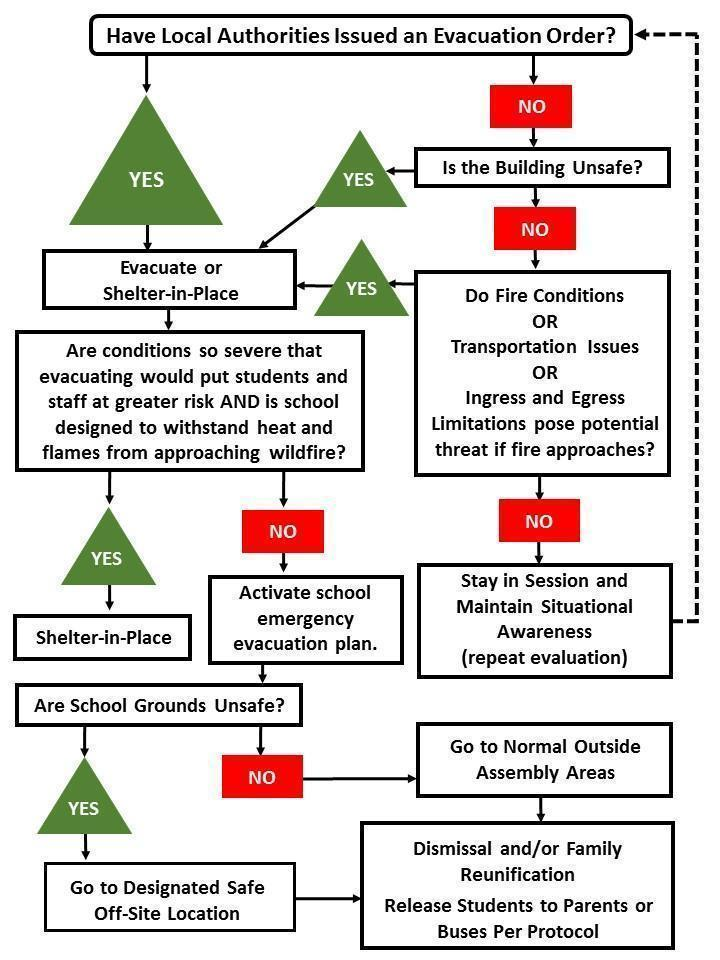 Have Local Authorities Issued an Evacuation Order?
YES
NO
Is the Building Unsafe?
YES
NO
Evacuate or
Shelter-in-Place
YES
Do Fire Conditions
OR
Transportation Issues
OR
Ingress and Egress
Limitations pose potential
threat if fire approaches?
Are conditions so severe that
evacuating would put students and
staff at greater risk AND is school
designed to withstand heat and
flames from approaching wildfire?
YES
NO
NO
Shelter-in-Place
Activate school
emergency
evacuation plan.
Stay in Session and
Maintain Situational
Awareness
(repeat evaluation)
Are School Grounds Unsafe?
YES
NO
Go to Normal Outside
Assembly Areas
Go to Designated Safe
Off-Site Location
Dismissal and/or Family
Reunification
Release Students to Parents or
Buses Per Protocol